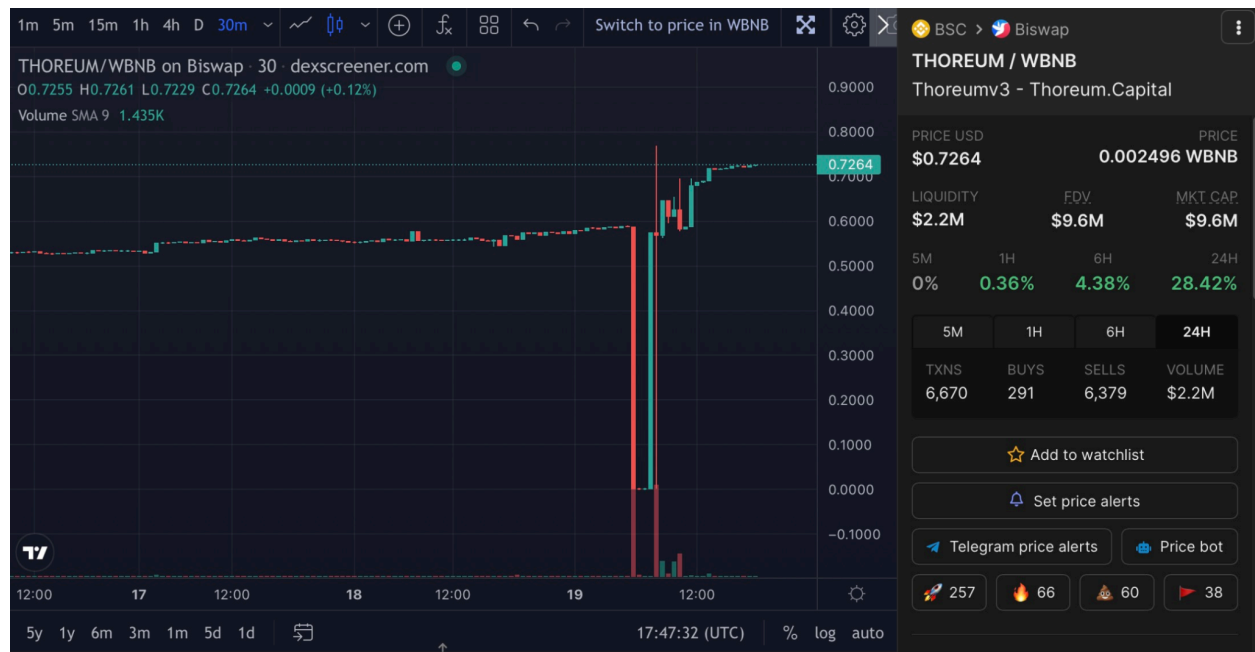 1m 5m 15m 1h 4h D 30m Switch to price in WBNB
THOREUM/WBNB on Biswap · 30 · dexscreener.com
O0.7255 H0.7261 L0.7229 C0.7264 +0.0009 (+0.12%)
Volume SMA 9 1.435K
0.9000
0.8000
0.7264
0.7000
0.6000
0.5000
0.4000
0.3000
0.2000
0.1000
0.0000
−0.1000
12:00 17 12:00 18 12:00 19 12:00
5y 1y 6m 3m 1m 5d 1d 17:47:32 (UTC) % log auto
BSC > Biswap
THOREUM / WBNB
Thoreumv3 - Thoreum.Capital
PRICE USD PRICE
$0.7264 0.002496 WBNB
LIQUIDITY FDV MKT CAP
$2.2M $9.6M $9.6M
5M 1H 6H 24H
0% 0.36% 4.38% 28.42%
5M 1H 6H 24H
TXNS BUYS SELLS VOLUME
6,670 291 6,379 $2.2M
Add to watchlist
Set price alerts
Telegram price alerts Price bot
257 66 60 38